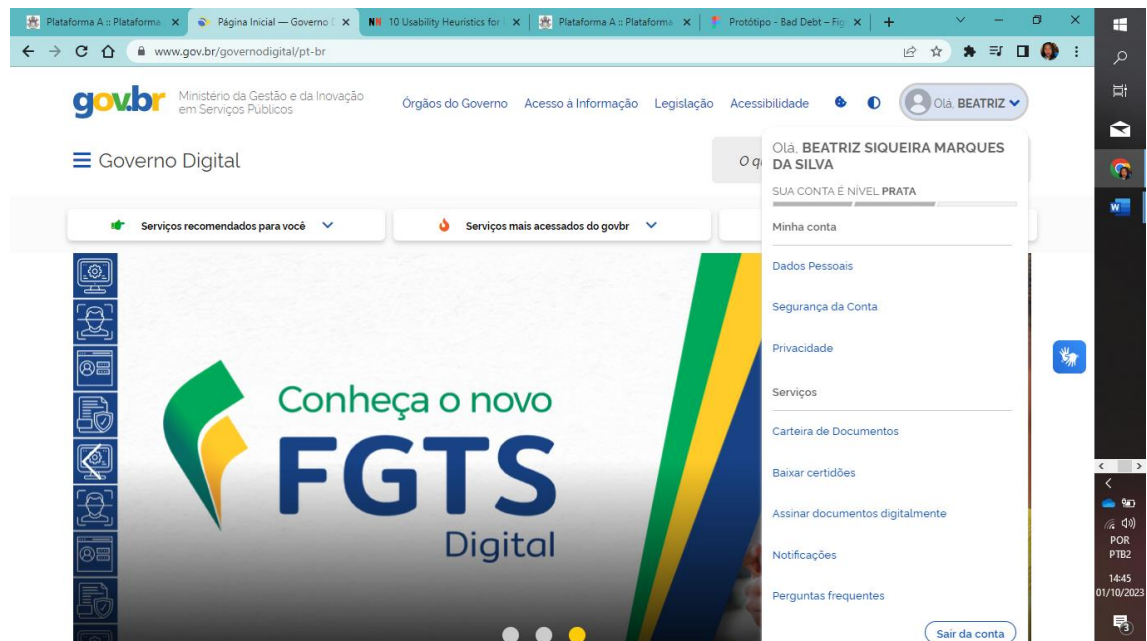 Plataforma A :: Plataforma
Página Inicial — Governo D
NN 10 Usability Heuristics for
Plataforma A :: Plataforma
Protótipo - Bad Debt – Fig
www.gov.br/governodigital/pt-br
gov.br
Ministério da Gestão e da Inovação
em Serviços Públicos
Órgãos do Governo
Acesso à Informação
Legislação
Acessibilidade
Olá, BEATRIZ
Governo Digital
O q
Olá, BEATRIZ SIQUEIRA MARQUES
DA SILVA
SUA CONTA É NÍVEL PRATA
Serviços recomendados para você
Serviços mais acessados do govbr
Minha conta
Dados Pessoais
Segurança da Conta
Privacidade
Serviços
Carteira de Documentos
Baixar certidões
Assinar documentos digitalmente
Notificações
Perguntas frequentes
Sair da conta
Conheça o novo
FGTS
Digital
POR
PTB2
14:45
01/10/2023
3